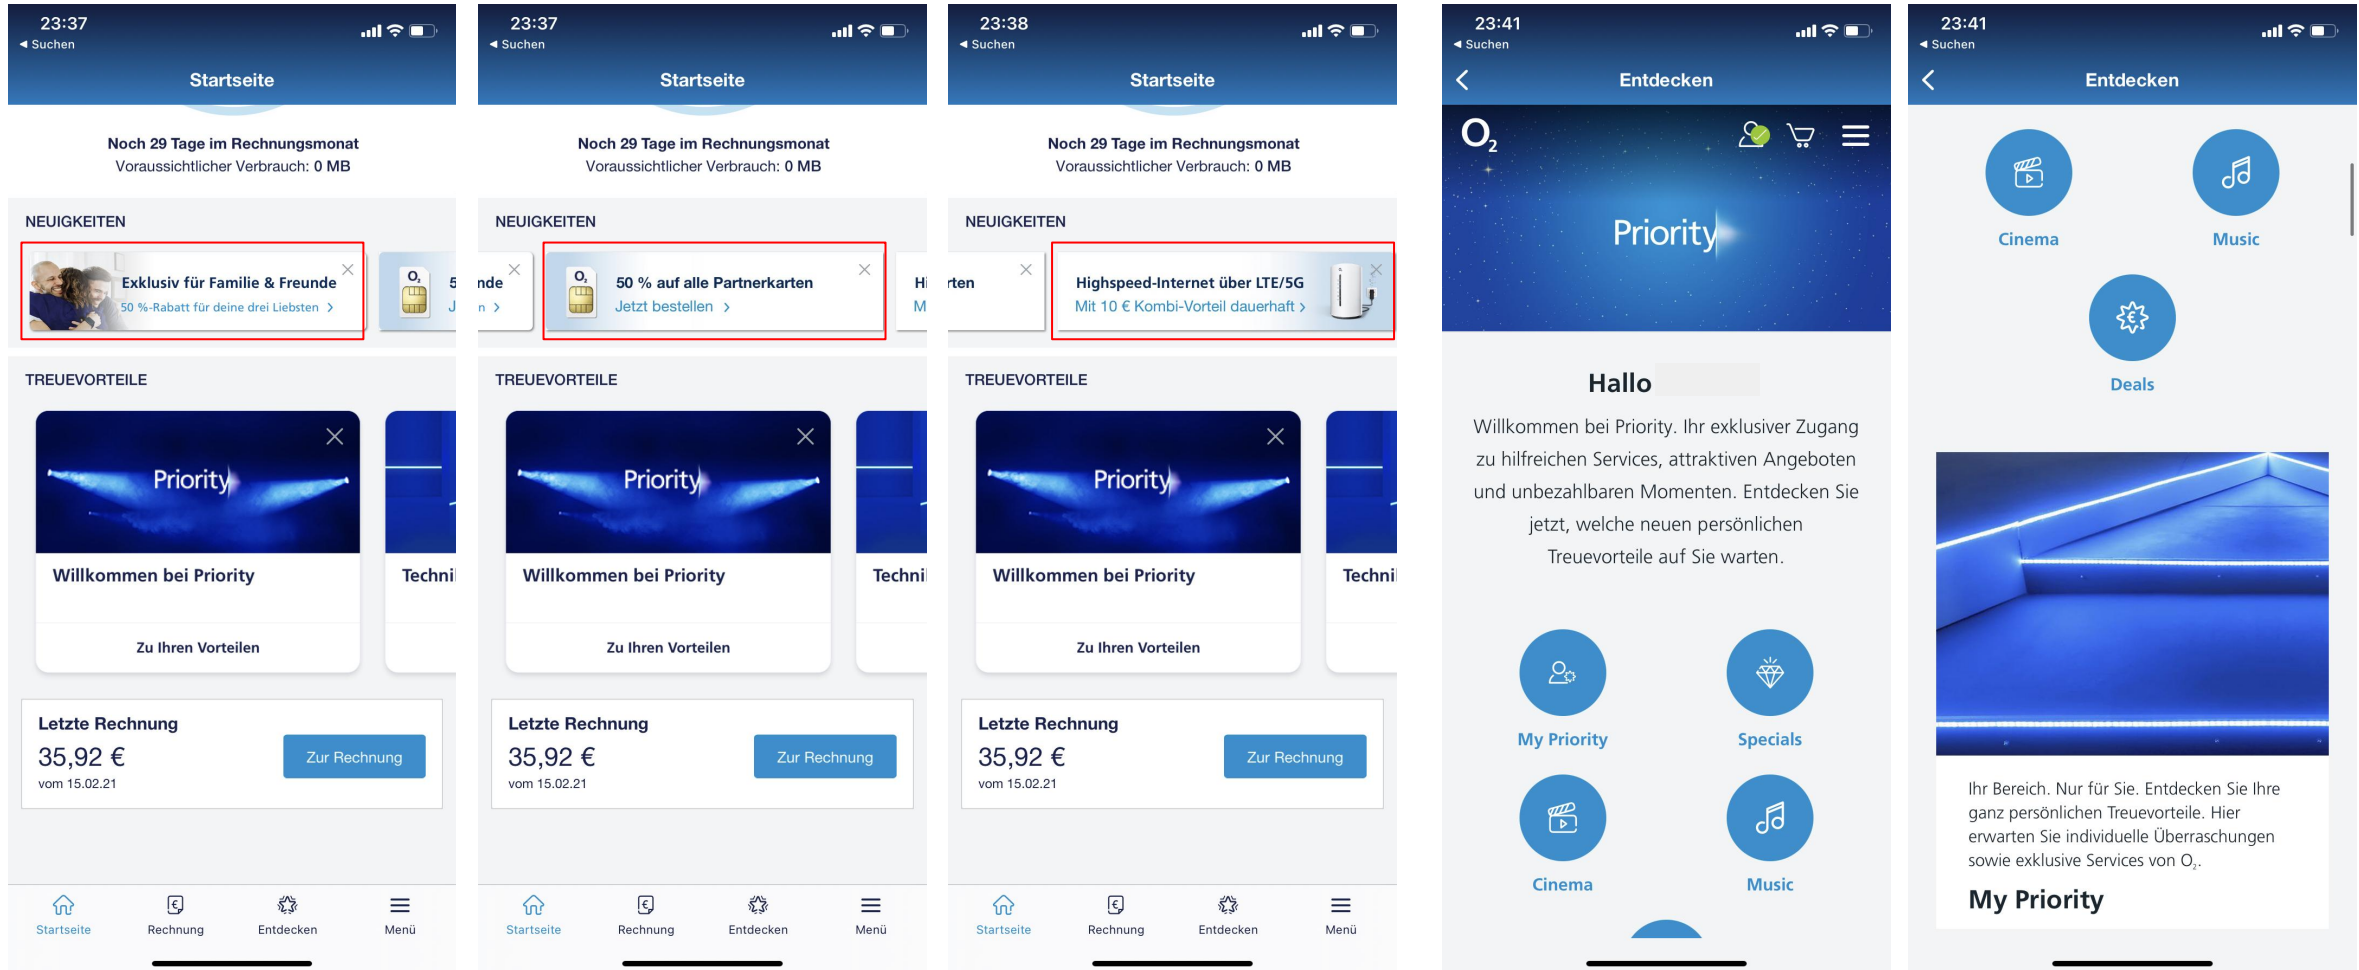 23:37
◄ Suchen
Startseite
Noch 29 Tage im Rechnungsmonat
Voraussichtlicher Verbrauch: 0 MB
NEUIGKEITEN
Exklusiv für Familie & Freunde
50 %-Rabatt für deine drei Liebsten >
O2
5
J
TREUEVORTEILE
Priority
Willkommen bei Priority
Techni
Zu Ihren Vorteilen
Letzte Rechnung
35,92 €
vom 15.02.21
Zur Rechnung
Startseite
Rechnung
Entdecken
Menü
23:37
◄ Suchen
Startseite
Noch 29 Tage im Rechnungsmonat
Voraussichtlicher Verbrauch: 0 MB
NEUIGKEITEN
nde
n >
O2
50 % auf alle Partnerkarten
Jetzt bestellen >
Hi
M
TREUEVORTEILE
Priority
Willkommen bei Priority
Techni
Zu Ihren Vorteilen
Letzte Rechnung
35,92 €
vom 15.02.21
Zur Rechnung
Startseite
Rechnung
Entdecken
Menü
23:38
◄ Suchen
Startseite
Noch 29 Tage im Rechnungsmonat
Voraussichtlicher Verbrauch: 0 MB
NEUIGKEITEN
rten
Highspeed-Internet über LTE/5G
Mit 10 € Kombi-Vorteil dauerhaft >
TREUEVORTEILE
Priority
Willkommen bei Priority
Techni
Zu Ihren Vorteilen
Letzte Rechnung
35,92 €
vom 15.02.21
Zur Rechnung
Startseite
Rechnung
Entdecken
Menü
23:41
◄ Suchen
Entdecken
O2
Priority
Hallo
Willkommen bei Priority. Ihr exklusiver Zugang
zu hilfreichen Services, attraktiven Angeboten
und unbezahlbaren Momenten. Entdecken Sie
jetzt, welche neuen persönlichen
Treuevorteile auf Sie warten.
My Priority
Specials
Cinema
Music
23:41
◄ Suchen
Entdecken
Cinema
Music
Deals
Ihr Bereich. Nur für Sie. Entdecken Sie Ihre
ganz persönlichen Treuevorteile. Hier
erwarten Sie individuelle Überraschungen
sowie exklusive Services von O2.
My Priority